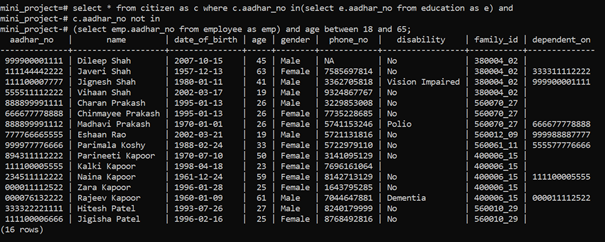 mini_project=# select * from citizen as c where c.aadhar_no in(select e.aadhar_no from education as e) and
mini_project-# c.aadhar_no not in
mini_project-# (select emp.aadhar_no from employee as emp) and age between 18 and 65;
aadhar_no | name | date_of_birth | age | gender | phone_no | disability | family_id | dependent_on
999900001111 | Dileep Shah | 2007-10-15 | 45 | Male | NA | No | 380004_02 |
111144442222 | Javeri Shah | 1957-12-13 | 63 | Female | 7585697814 | No | 380004_02 | 333311112222
111100007777 | Jignesh Shah | 1980-01-11 | 41 | Male | 3362705818 | Vision Impaired | 380004_02 | 999900001111
555511112222 | Vihaan Shah | 2002-03-17 | 19 | Male | 9324867767 | No | 380004_02 |
888899991111 | Charan Prakash | 1995-01-13 | 26 | Male | 3229853008 | No | 560070_27 |
666677778888 | Chinmayee Prakash | 1995-01-13 | 26 | Female | 7735228685 | No | 560070_27 |
888899991112 | Madhavi Prakash | 1970-01-01 | 26 | Female | 5741153246 | Polio | 560070_27 | 666677778888
777766665555 | Eshaan Rao | 2002-03-21 | 19 | Male | 5721131816 | No | 560012_09 | 999988887777
999977776666 | Parimala Koshy | 1988-02-24 | 33 | Female | 5722979110 | No | 560061_11 | 555577776666
894311112222 | Parineeti Kapoor | 1970-07-10 | 50 | Female | 3141095129 | No | 400006_15 |
111100005555 | Kalki Kapoor | 1998-04-18 | 23 | Female | 7696161064 | | 400006_15 |
234511112222 | Naina Kapoor | 1961-12-24 | 59 | Female | 8142713129 | No | 400006_15 | 111100005555
000011112522 | Zara Kapoor | 1996-01-28 | 25 | Female | 1643795285 | No | 400006_15 |
000076132222 | Rajeev Kapoor | 1960-01-09 | 61 | Male | 7044647881 | Dementia | 400006_15 | 000011112522
333322221111 | Hitesh Patel | 1993-07-26 | 27 | Male | 8240179999 | No | 560010_29 |
111100006666 | Jigisha Patel | 1996-02-16 | 25 | Female | 8768492816 | No | 560010_29 |
(16 rows)